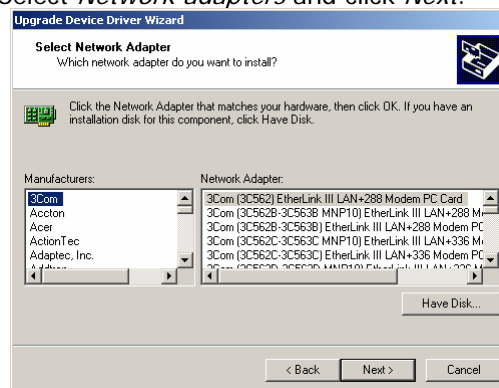 Select Network adapters and click Next.
Upgrade Device Driver Wizard
Select Network Adapter
Which network adapter do you want to install?
Click the Network Adapter that matches your hardware, then click OK. If you have an
installation disk for this component, click Have Disk.
Manufacturers:
3Com
Accton
Acer
ActionTec
Adaptec, Inc.
Network Adapter:
3Com (3C562) EtherLink III LAN+288 Modem PC Card
3Com (3C562B-3C563B MNP10) EtherLink III LAN+288
3Com (3C562B-3C563B) EtherLink III LAN+288 Modem PC
3Com (3C562C-3C563C MNP10) EtherLink III LAN+336
3Com (3C562C-3C563C) EtherLink III LAN+336 Modem PC
Have Disk...
< Back
Next >
Cancel